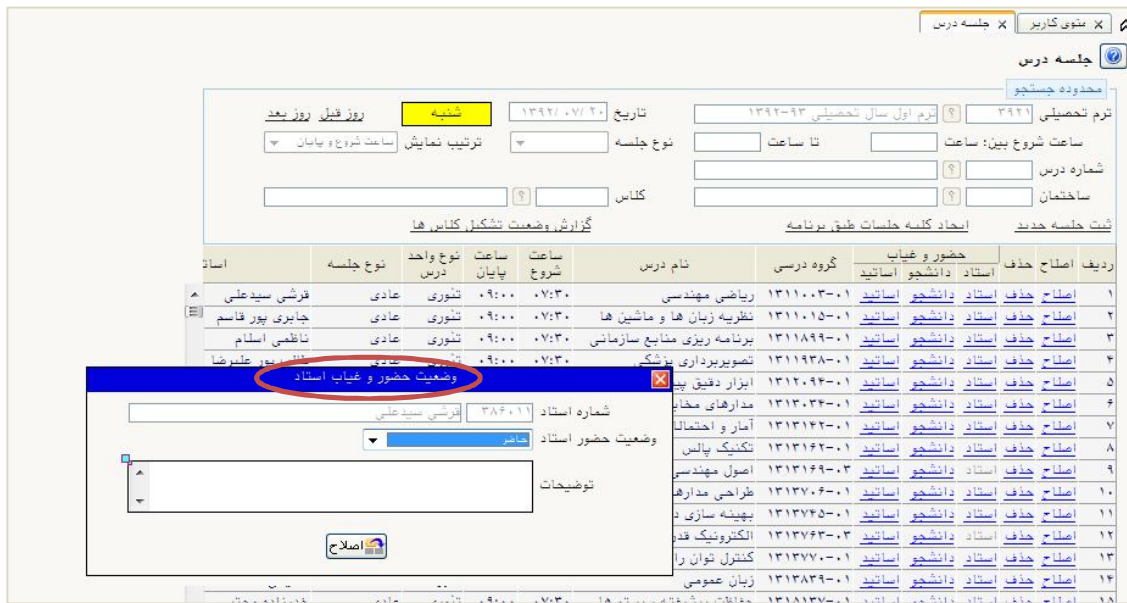 منوی کاربر
جلسه درس
جلسه درس
محدوده جستجو
ترم تحصیلی ۳۹۲۱ ترم اول سال تحصیلی ۹۳-۱۳۹۲ تاریخ ۱۳۹۲/۰۷/۲۰ شنبه روز قبل روز بعد
ساعت شروع بین: ساعت تا ساعت نوع جلسه ترتیب نمایش ساعت شروع و پایان
شماره درس
ساختمان کلاس
ثبت جلسه جدید ایجاد کلیه جلسات طبق برنامه گزارش وضعیت تشکیل کلاس ها
ردیف اصلاح حذف حضور و غیاب استاد دانشجو اساتید گروه درسی نام درس ساعت شروع ساعت پایان نوع واحد درس نوع جلسه
۱ اصلاح حذف استاد دانشجو اساتید ۱۳۱۱۰۰۳-۰۱ ریاضی مهندسی ۰۷:۳۰ ۰۹:۰۰ تئوری عادی قرشی سیدعلی
۲ اصلاح حذف استاد دانشجو اساتید ۱۳۱۱۰۱۵-۰۱ نظریه زبان ها و ماشین ها ۰۷:۳۰ ۰۹:۰۰ تئوری عادی جابری پور قاسم
۳ اصلاح حذف استاد دانشجو اساتید ۱۳۱۱۸۹۹-۰۱ برنامه ریزی منابع سازمانی ۰۷:۳۰ ۰۹:۰۰ تئوری عادی ناظمی اسلام
۴ اصلاح حذف استاد دانشجو اساتید ۱۳۱۱۹۳۸-۰۱ تصویربرداری پزشکی ۰۷:۳۰ ۰۹:۰۰ تئوری عادی علیرضا
۵ اصلاح حذف استاد دانشجو اساتید ۱۳۱۲۰۹۴-۰۱ ابزار دقیق
۶ اصلاح حذف استاد دانشجو اساتید ۱۳۱۳۰۳۴-۰۱ مدارهای
۷ اصلاح حذف استاد دانشجو اساتید ۱۳۱۳۱۴۲-۰۱ آمار و
۸ اصلاح حذف استاد دانشجو اساتید ۱۳۱۳۱۶۲-۰۱ تکنیک پالس
۹ اصلاح حذف استاد دانشجو اساتید ۱۳۱۳۱۶۹-۰۳ اصول مهندسی
۱۰ اصلاح حذف استاد دانشجو اساتید ۱۳۱۳۷۰۶-۰۱ طراحی
۱۱ اصلاح حذف استاد دانشجو اساتید ۱۳۱۳۷۴۵-۰۱ بهینه سازی
۱۲ اصلاح حذف استاد دانشجو اساتید ۱۳۱۳۷۶۳-۰۳ الکترونیک
۱۳ اصلاح حذف استاد دانشجو اساتید ۱۳۱۳۷۷۰-۰۱ کنترل توان
۱۴ اصلاح حذف استاد دانشجو اساتید ۱۳۱۳۸۳۹-۰۱ زبان عمومی
وضعیت حضور و غیاب استاد
شماره استاد ۳۸۶۰۱۱ قرشی سیدعلی
وضعیت حضور استاد حاضر
توضیحات
اصلاح